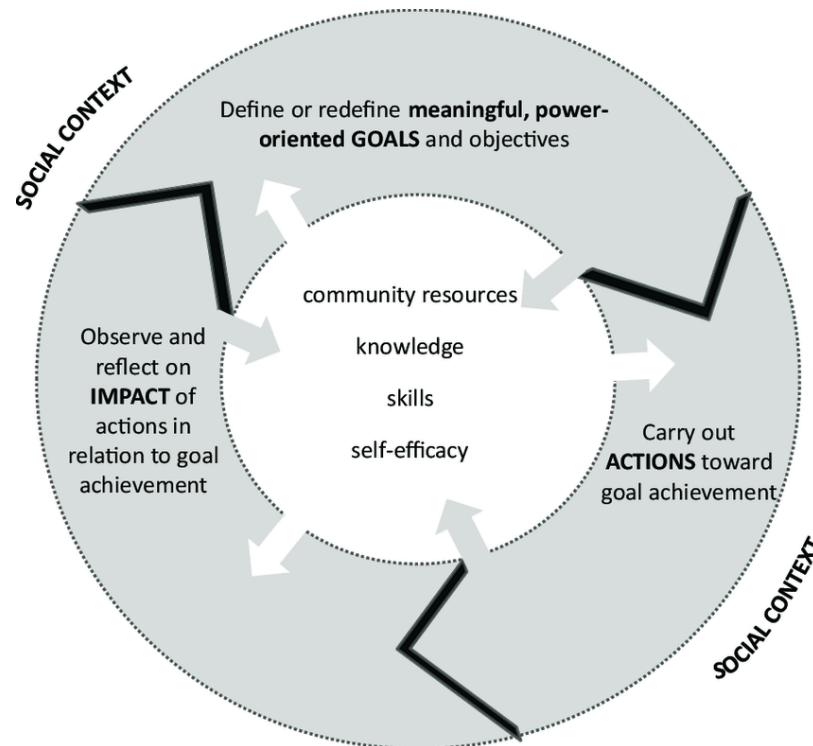 SOCIAL CONTEXT
Define or redefine meaningful, power-
oriented GOALS and objectives
community resources
knowledge
skills
self-efficacy
Observe and
reflect on
IMPACT of
actions in
relation to goal
achievement
Carry out
ACTIONS toward
goal achievement
SOCIAL CONTEXT